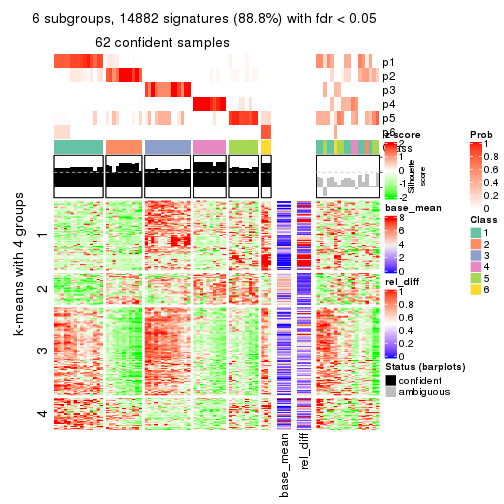 6 subgroups, 14882 signatures (88.8%) with fdr < 0.05
62 confident samples
p1
p2
p3
p4
p5
p6
z_score
Class
2
1
0
-1
-2
Silhouette
score
base_mean
8
6
4
2
0
rel_diff
1
0.8
0.6
0.4
0.2
0
Status (barplots)
confident
ambiguous
Prob
1
0.8
0.6
0.4
0.2
0
Class
1
2
3
4
5
6
k-means with 4 groups
1
2
3
4
base_mean
rel_diff